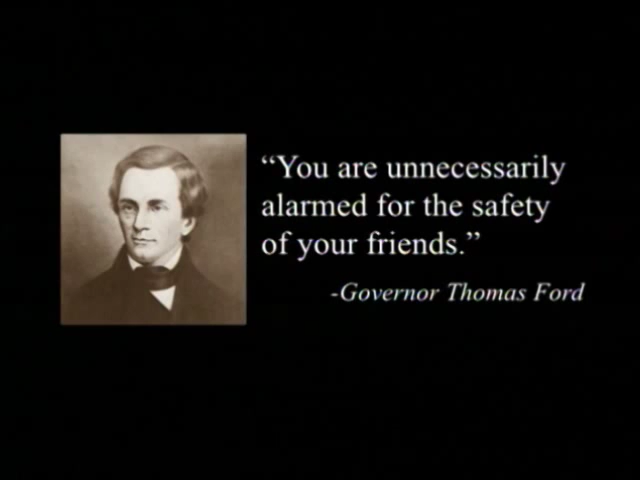 “You are unnecessarily
alarmed for the safety
of your friends.”
-Governor Thomas Ford